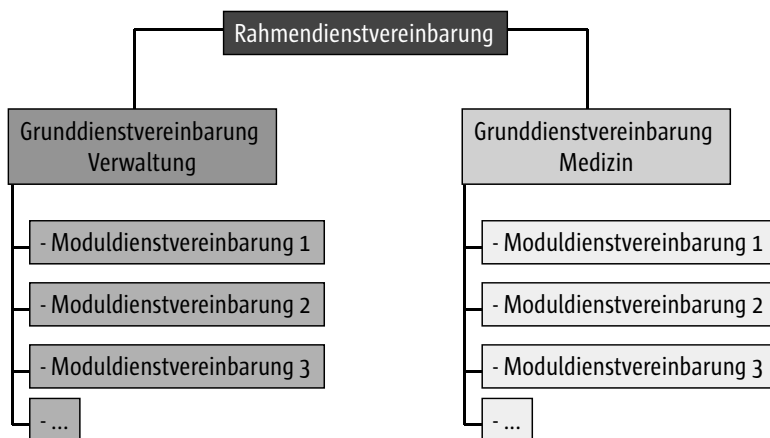 Rahmendienstvereinbarung
Grunddienstvereinbarung
Verwaltung
- Moduldienstvereinbarung 1
- Moduldienstvereinbarung 2
- Moduldienstvereinbarung 3
- ...
Grunddienstvereinbarung
Medizin
- Moduldienstvereinbarung 1
- Moduldienstvereinbarung 2
- Moduldienstvereinbarung 3
- ...